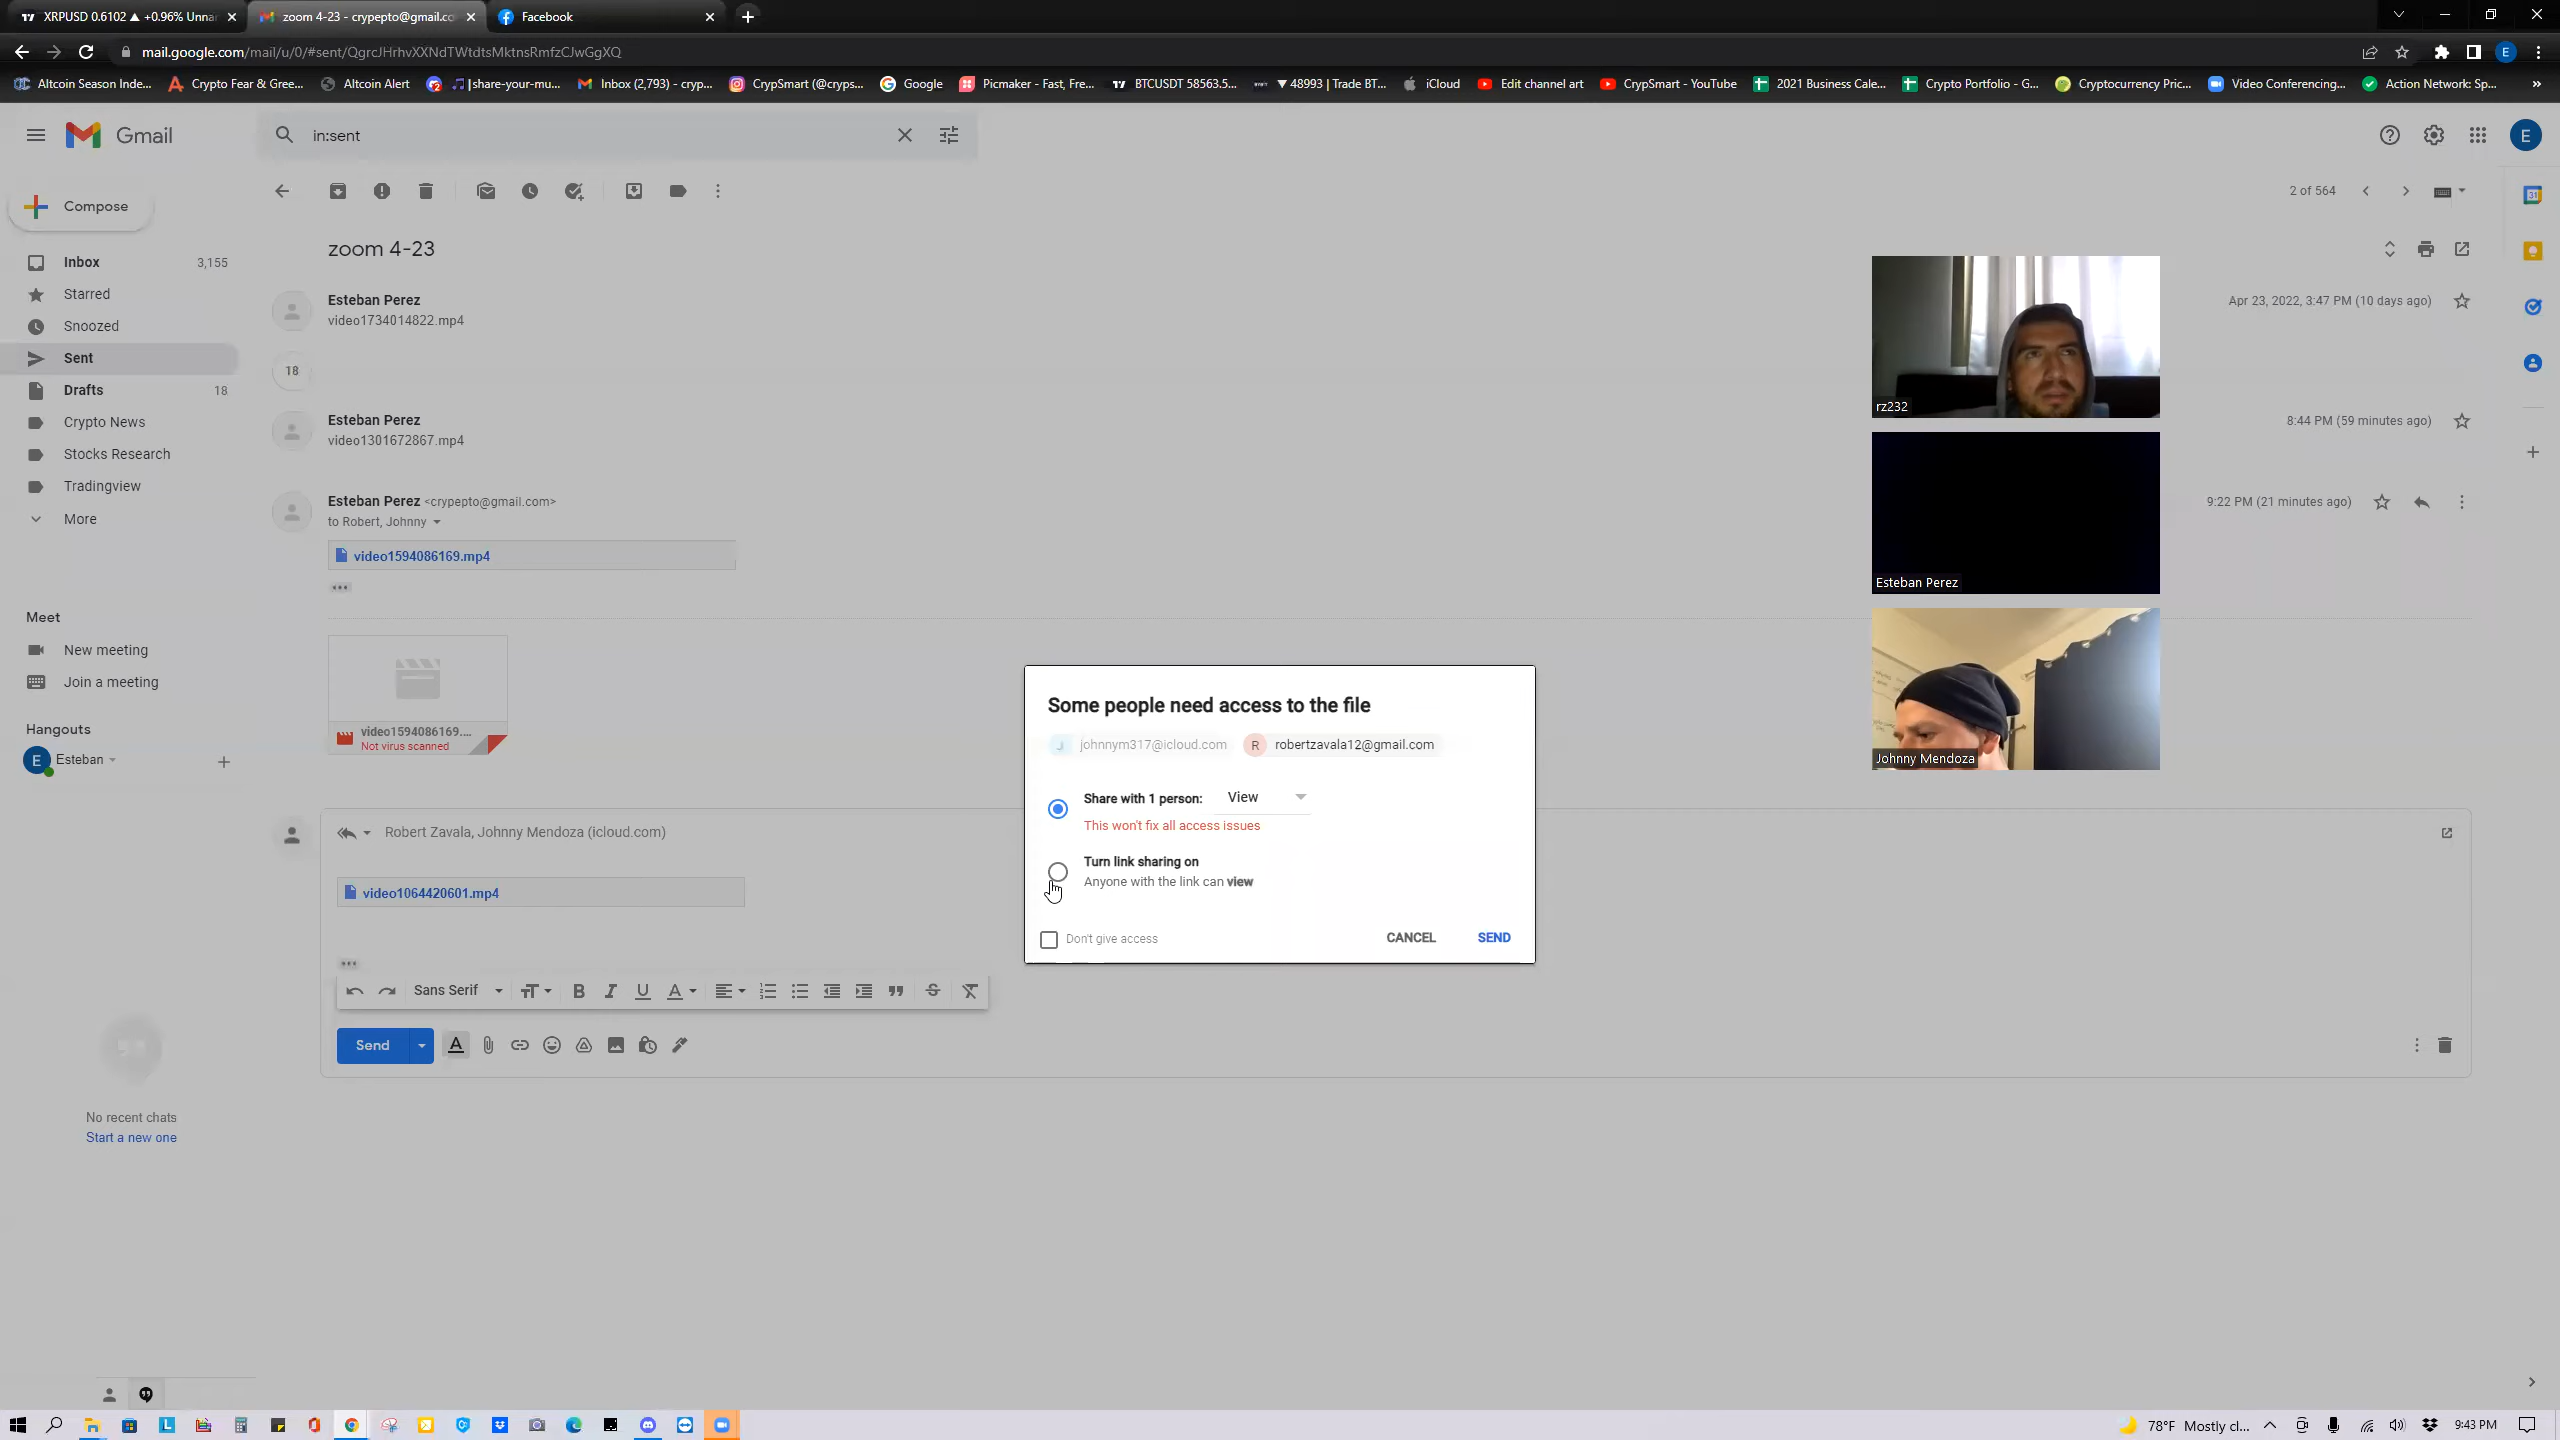 XRPUSD 0.6102 ▲ +0.96% Unnar
zoom 4-23 - crypepto@gmail.co
Facebook
mail.google.com/mail/u/0/#sent/QgrcJHrhvXXNdTWtdtsMktnsRmfzCJwGgXQ
E
Altcoin Season Inde...
Crypto Fear & Gree...
Altcoin Alert
share-your-mu...
Inbox (2,793) - cryp...
CrypSmart (@cryps...
Google
Picmaker - Fast, Fre...
BTCUSDT 58563.5...
▼ 48993 | Trade BT...
iCloud
Edit channel art
CrypSmart - YouTube
2021 Business Cale...
Crypto Portfolio - G...
Cryptocurrency Pric...
Video Conferencing...
Action Network: Sp...
»
Gmail
in:sent
E
Compose
2 of 564
Inbox 3,155
Starred
Snoozed
Sent
Drafts 18
Crypto News
Stocks Research
Tradingview
More
Meet
New meeting
Join a meeting
Hangouts
E Esteban
No recent chats
Start a new one
zoom 4-23
Esteban Perez
Apr 23, 2022, 3:47 PM (10 days ago)
video1734014822.mp4
18
Esteban Perez
8:44 PM (59 minutes ago)
video1301672867.mp4
Esteban Perez <crypepto@gmail.com>
9:22 PM (21 minutes ago)
to Robert, Johnny
video1594086169.mp4
video1594086169....
Not virus scanned
Robert Zavala, Johnny Mendoza (icloud.com)
video1064420601.mp4
Sans Serif
Send
Some people need access to the file
J johnnym317@icloud.com
R robertzavala12@gmail.com
Share with 1 person: View
This won't fix all access issues
Turn link sharing on
Anyone with the link can view
Don't give access
CANCEL
SEND
rz232
Esteban Perez
Johnny Mendoza
31
78°F Mostly cl...
9:43 PM